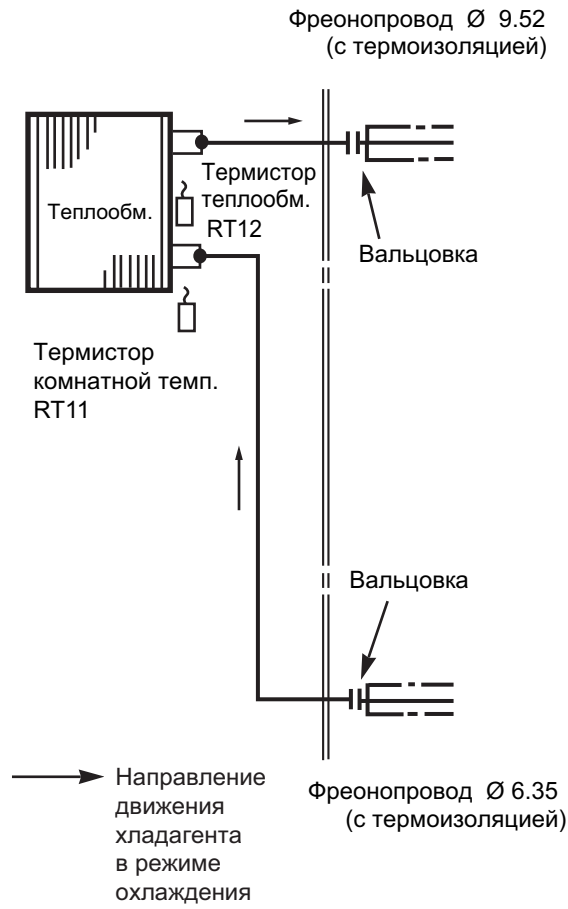 Фреонопровод Ø 9.52
(с термоизоляцией)
Термистор
теплообм.
RT12
Теплообм.
Вальцовка
Термистор
комнатной темп.
RT11
Вальцовка
Направление
движения
хладагента
в режиме
охлаждения
Фреонопровод Ø 6.35
(с термоизоляцией)